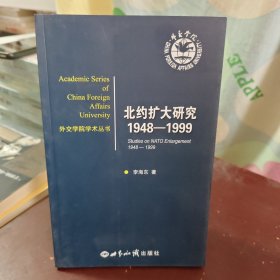 Academic Series
of
China Foreign
Affairs
University
外交学院学术丛书
北约扩大研究
1948—1999
Studies on NATO Enlargement
1948—1999
李海东 著
世界知识出版社
APPLE